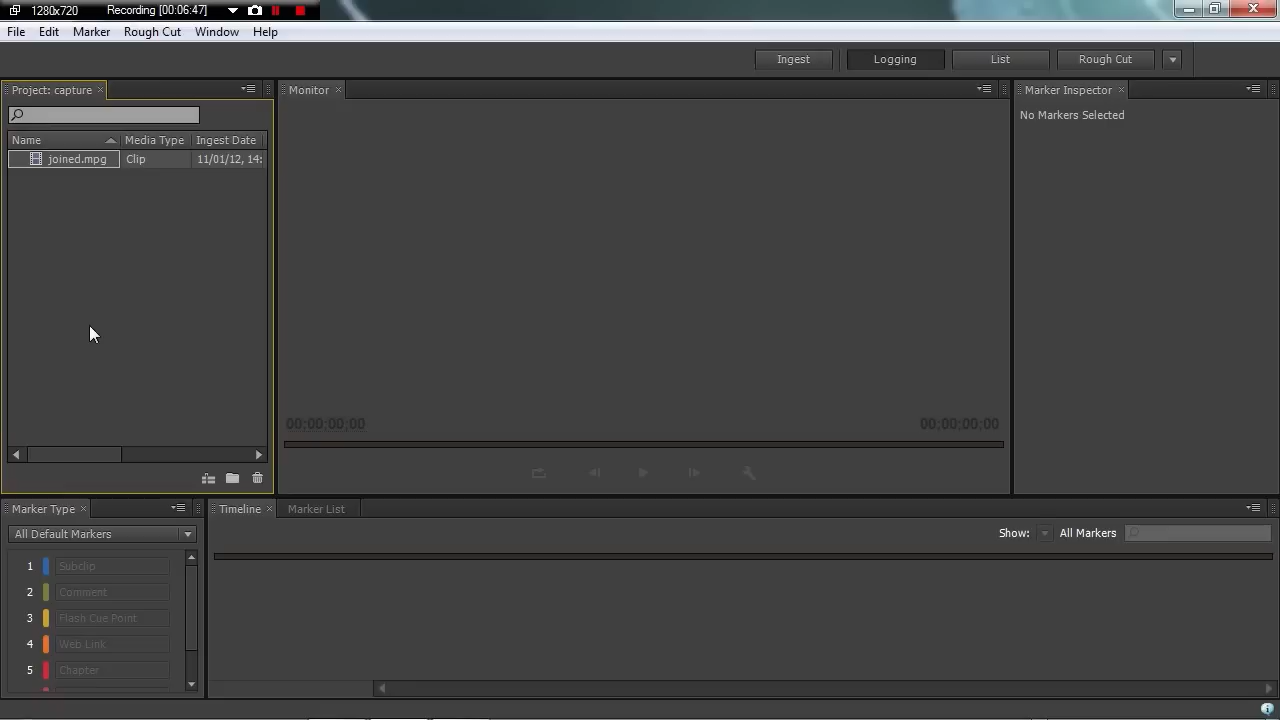 1280x720 Recording [00:06:47]
File Edit Marker Rough Cut Window Help
Ingest Logging List Rough Cut
Project: capture
Monitor
Marker Inspector
Name Media Type Ingest Date
No Markers Selected
joined.mpg Clip 11/01/12, 14:
00;00;00;00
00;00;00;00
Marker Type
Timeline
Marker List
All Default Markers
Show: All Markers
1 Subclip
2 Comment
3 Flash Cue Point
4 Web Link
5 Chapter